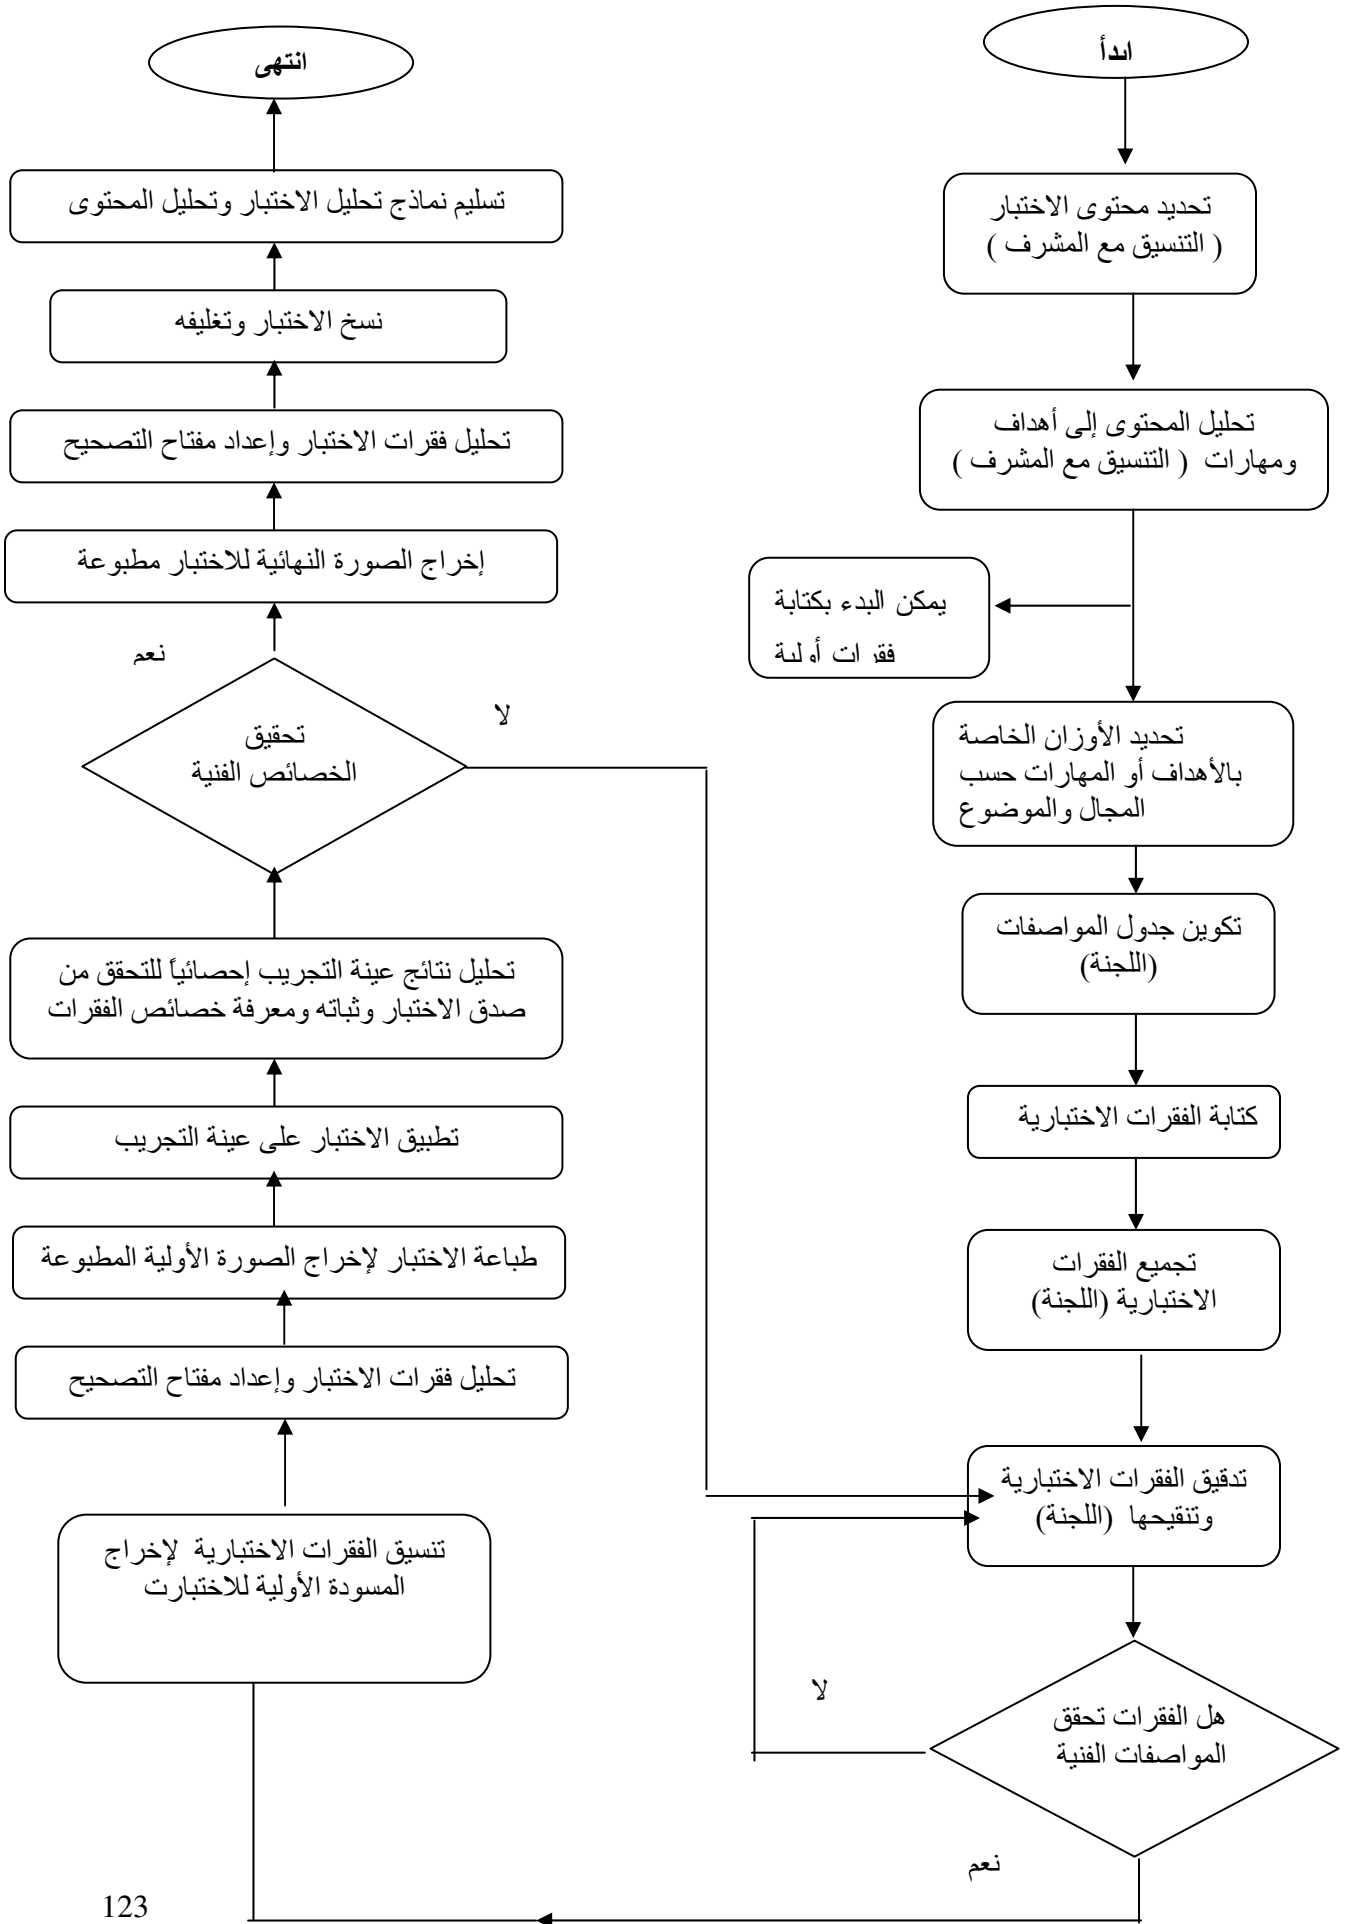 ابدأ
تحديد محتوى الاختبار
( التنسيق مع المشرف )
تحليل المحتوى إلى أهداف
ومهارات ( التنسيق مع المشرف )
يمكن البدء بكتابة
فقرات أولية
تحديد الأوزان الخاصة
بالأهداف أو المهارات حسب
المجال والموضوع
تكوين جدول المواصفات
(اللجنة)
كتابة الفقرات الاختبارية
تجميع الفقرات
الاختبارية (اللجنة)
تدقيق الفقرات الاختبارية
وتنقيحها (اللجنة)
هل الفقرات تحقق
المواصفات الفنية
لا
نعم
تنسيق الفقرات الاختبارية لإخراج
المسودة الأولية للاختبارت
تحليل فقرات الاختبار وإعداد مفتاح التصحيح
طباعة الاختبار لإخراج الصورة الأولية المطبوعة
تطبيق الاختبار على عينة التجريب
تحليل نتائج عينة التجريب إحصائياً للتحقق من
صدق الاختبار وثباته ومعرفة خصائص الفقرات
تحقيق
الخصائص الفنية
لا
نعم
إخراج الصورة النهائية للاختبار مطبوعة
تحليل فقرات الاختبار وإعداد مفتاح التصحيح
نسخ الاختبار وتغليفه
تسليم نماذج تحليل الاختبار وتحليل المحتوى
انتهى
123